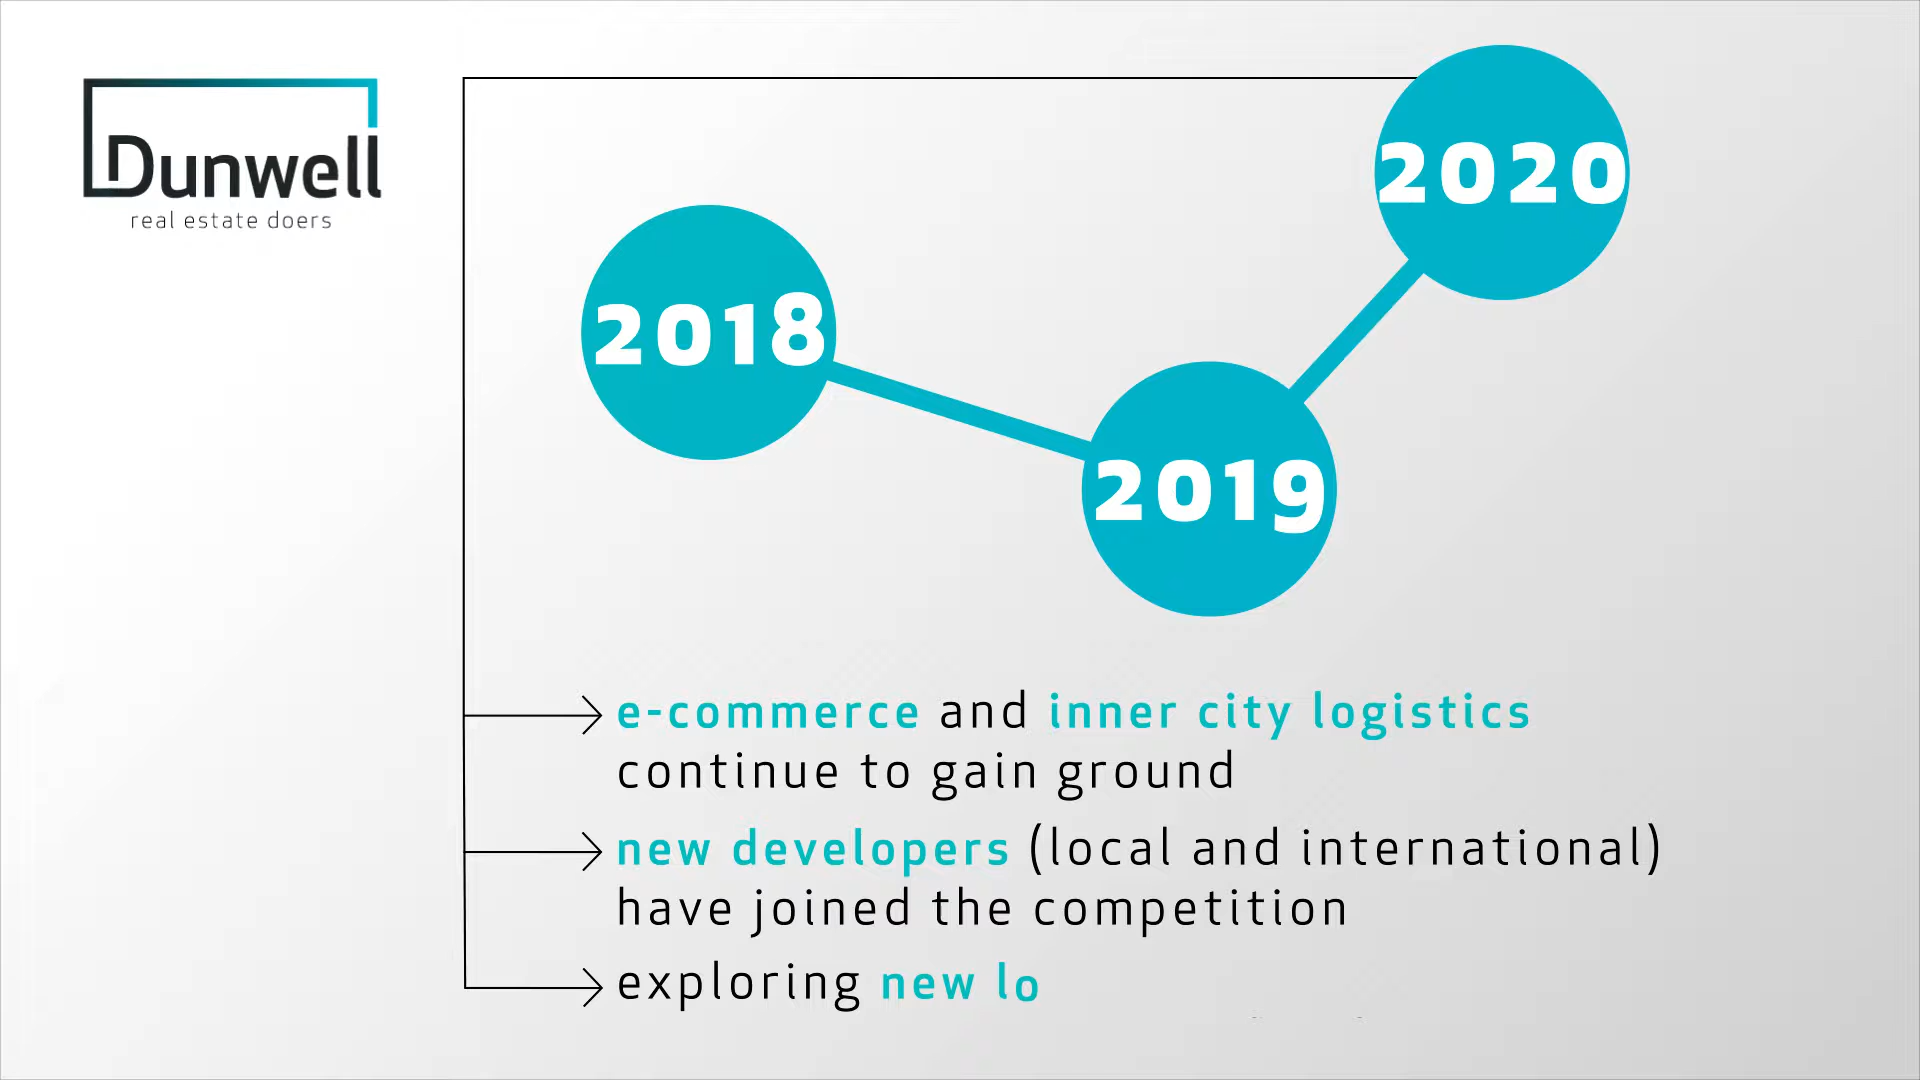 Dunwell
real estate doers
2018
2019
2020
e-commerce and inner city logistics
continue to gain ground
new developers (local and international)
have joined the competition
exploring new lo